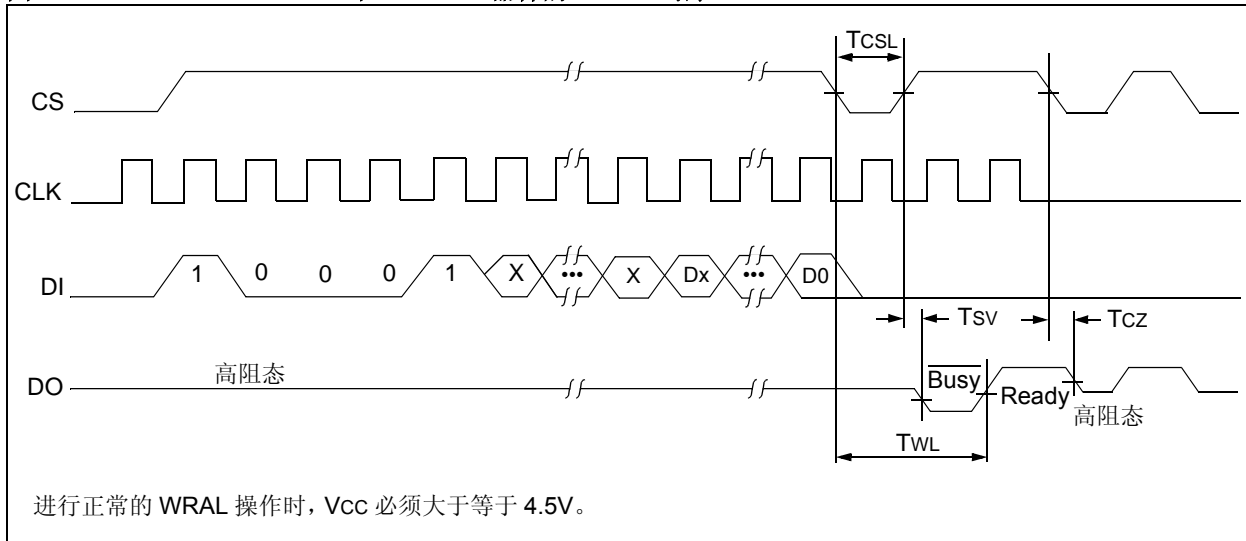 TCSL
CS
CLK
DI 1 0 0 0 1 X ••• X Dx ••• D0
TSV TCZ
高阻态
DO Busy Ready
高阻态
TWL
进行正常的 WRAL 操作时，VCC 必须大于等于 4.5V。